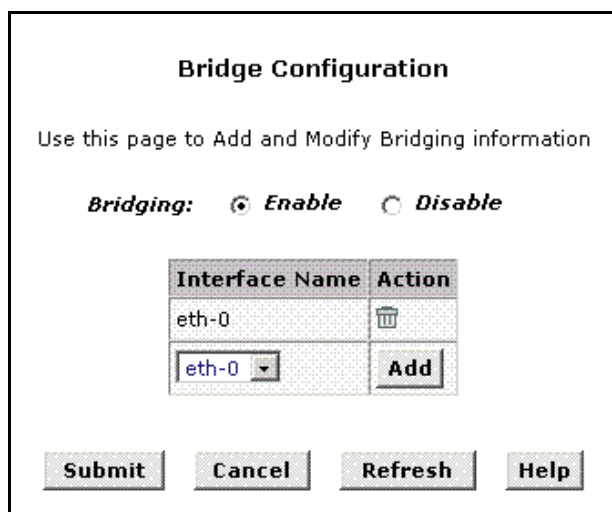 Bridge Configuration
Use this page to Add and Modify Bridging information
Bridging: Enable Disable
Interface Name Action
eth-0
eth-0 Add
Submit Cancel Refresh Help